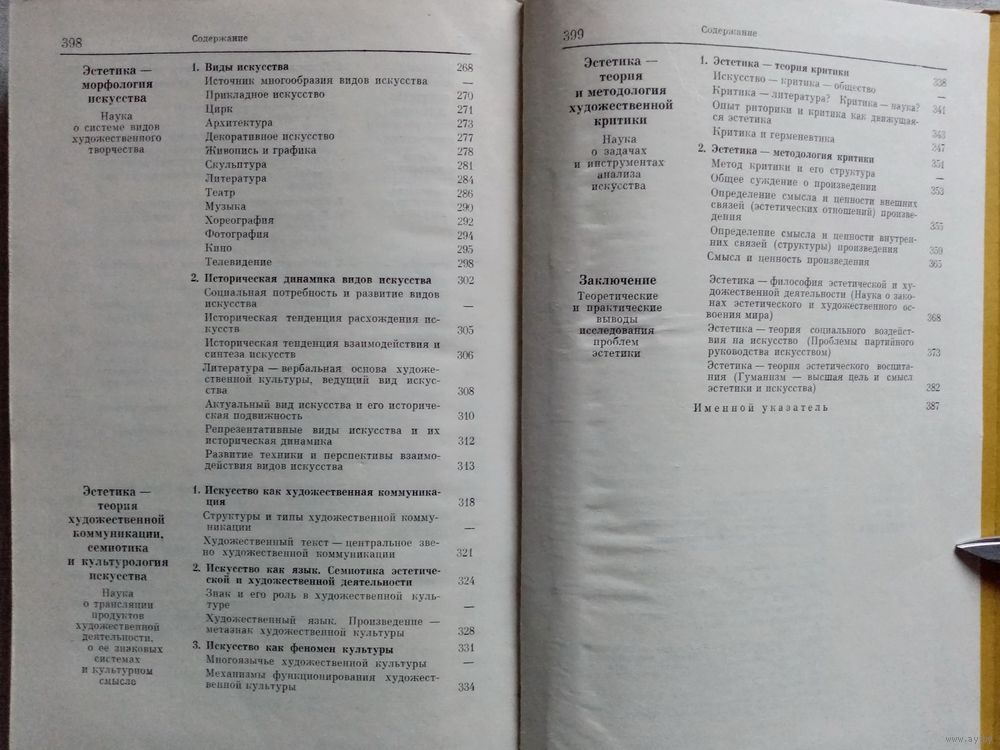 398
Содержание
Эстетика —
морфология
искусства
Наука
о системе видов
художественного
творчества
1. Виды искусства 268
Источник многообразия видов искусства —
Прикладное искусство 270
Цирк 271
Архитектура 273
Декоративное искусство 277
Живопись и графика 278
Скульптура 281
Литература 284
Театр 286
Музыка 290
Хореография 292
Фотография 294
Кино 295
Телевидение 298
2. Историческая динамика видов искусства 302
Социальная потребность и развитие видов
искусства —
Историческая тенденция расхождения ис-
кусств 305
Историческая тенденция взаимодействия и
синтеза искусств 306
Литература — вербальная основа художе-
ственной культуры, ведущий вид искус-
ства 308
Актуальный вид искусства и его историче-
ская подвижность 310
Репрезентативные виды искусства и их
историческая динамика 312
Развитие техники и перспективы взаимо-
действия видов искусства 313
Эстетика —
теория
художественной
коммуникации,
семиотика
и культурология
искусства
Наука
о трансляции
продуктов
художественной
деятельности,
о ее знаковых
системах
и культурном
смысле
1. Искусство как художественная коммуника-
ция 318
Структуры и типы художественной комму-
никации —
Художественный текст — центральное зве-
но художественной коммуникации 321
2. Искусство как язык. Семиотика эстетиче-
ской и художественной деятельности 324
Знак и его роль в художественной куль-
туре —
Художественный язык. Произведение —
метазнак художественной культуры 328
3. Искусство как феномен культуры 331
Многоязычье художественной культуры —
Механизмы функционирования художест-
венной культуры 334
399
Содержание
Эстетика —
теория
и методология
художественной
критики
Наука
о задачах
и инструментах
анализа
искусства
1. Эстетика — теория критики 338
Искусство — критика — общество —
Критика — литература? Критика — наука? 341
Опыт риторики и критика как движущая-
ся эстетика 343
Критика и герменевтика 347
2. Эстетика — методология критики 351
Метод критики и его структура —
Общее суждение о произведении 353
Определение смысла и ценности внешних
связей (эстетических отношений) произве-
дения 355
Определение смысла и ценности внутрен-
них связей (структуры) произведения 359
Смысл и ценность произведения 365
Заключение
Теоретические
и практические
выводы
исследования
проблем
эстетики
Эстетика — философия эстетической и ху-
дожественной деятельности (Наука о зако-
нах эстетического и художественного ос-
воения мира) 368
Эстетика — теория социального воздейст-
вия на искусство (Проблемы партийного
руководства искусством) 373
Эстетика — теория эстетического воспита-
ния (Гуманизм — высшая цель и смысл
эстетики и искусства) 282
Именной указатель 387